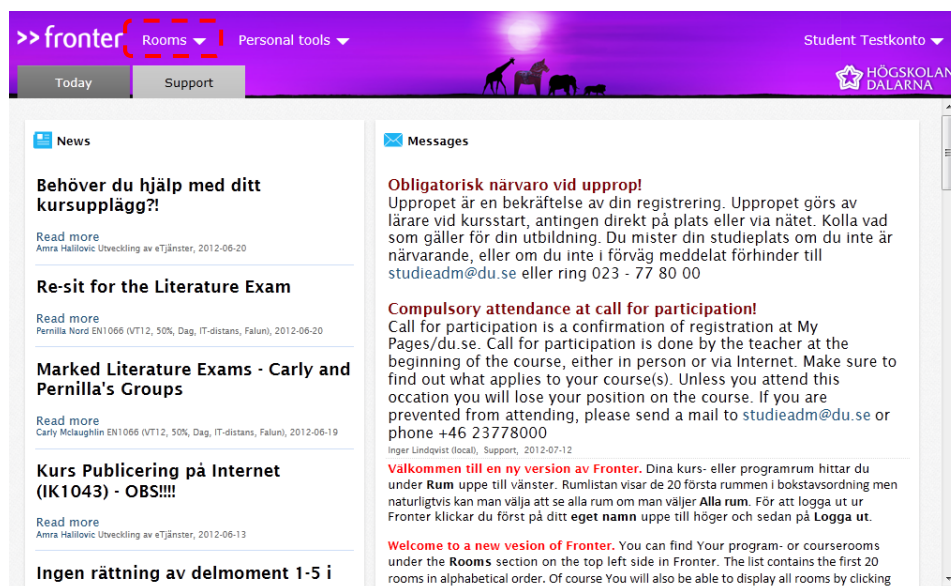 >> fronter Rooms Personal tools Student Testkonto
Today Support HÖGSKOLAN
DALARNA
News
Behöver du hjälp med ditt
kursupplägg?!
Read more
Amra Halilovic Utveckling av eTjänster, 2012-06-20
Re-sit for the Literature Exam
Read more
Pernilla Nord EN1066 (VT12, 50%, Dag, IT-distans, Falun), 2012-06-20
Marked Literature Exams - Carly and
Pernilla's Groups
Read more
Carly Mclaughlin EN1066 (VT12, 50%, Dag, IT-distans, Falun), 2012-06-19
Kurs Publicering på Internet
(IK1043) - OBS!!!!
Read more
Amra Halilovic Utveckling av eTjänster, 2012-06-13
Ingen rättning av delmoment 1-5 i
Messages
Obligatorisk närvaro vid upprop!
Uppropet är en bekräftelse av din registrering. Uppropet görs av
lärare vid kursstart, antingen direkt på plats eller via nätet. Kolla vad
som gäller för din utbildning. Du mister din studieplats om du inte är
närvarande, eller om du inte i förväg meddelat förhinder till
studieadm@du.se eller ring 023 - 77 80 00
Compulsory attendance at call for participation!
Call for participation is a confirmation of registration at My
Pages/du.se. Call for participation is done by the teacher at the
beginning of the course, either in person or via Internet. Make sure to
find out what applies to your course(s). Unless you attend this
occation you will lose your position on the course. If you are
prevented from attending, please send a mail to studieadm@du.se or
phone +46 23778000
Inger Lindqvist (local), Support, 2012-07-12
Välkommen till en ny version av Fronter. Dina kurs- eller programrum hittar du
under Rum uppe till vänster. Rumlistan visar de 20 första rummen i bokstavsordning men
naturligtvis kan man välja att se alla rum om man väljer Alla rum. För att logga ut ur
Fronter klickar du först på ditt eget namn uppe till höger och sedan på Logga ut.
Welcome to a new vesion of Fronter. You can find Your program- or courserooms
under the Rooms section on the top left side in Fronter. The list contains the first 20
rooms in alphabetical order. Of course You will also be able to display all rooms by clicking